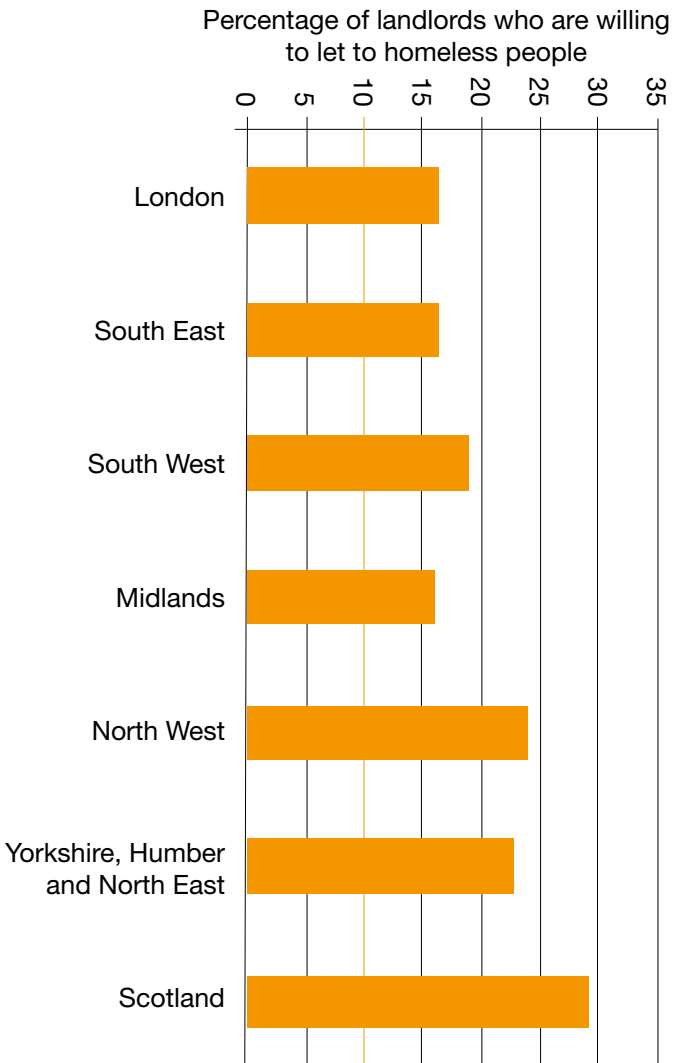 Percentage of landlords who are willing
to let to homeless people
0 5 10 15 20 25 30 35
London
South East
South West
Midlands
North West
Yorkshire, Humber
and North East
Scotland